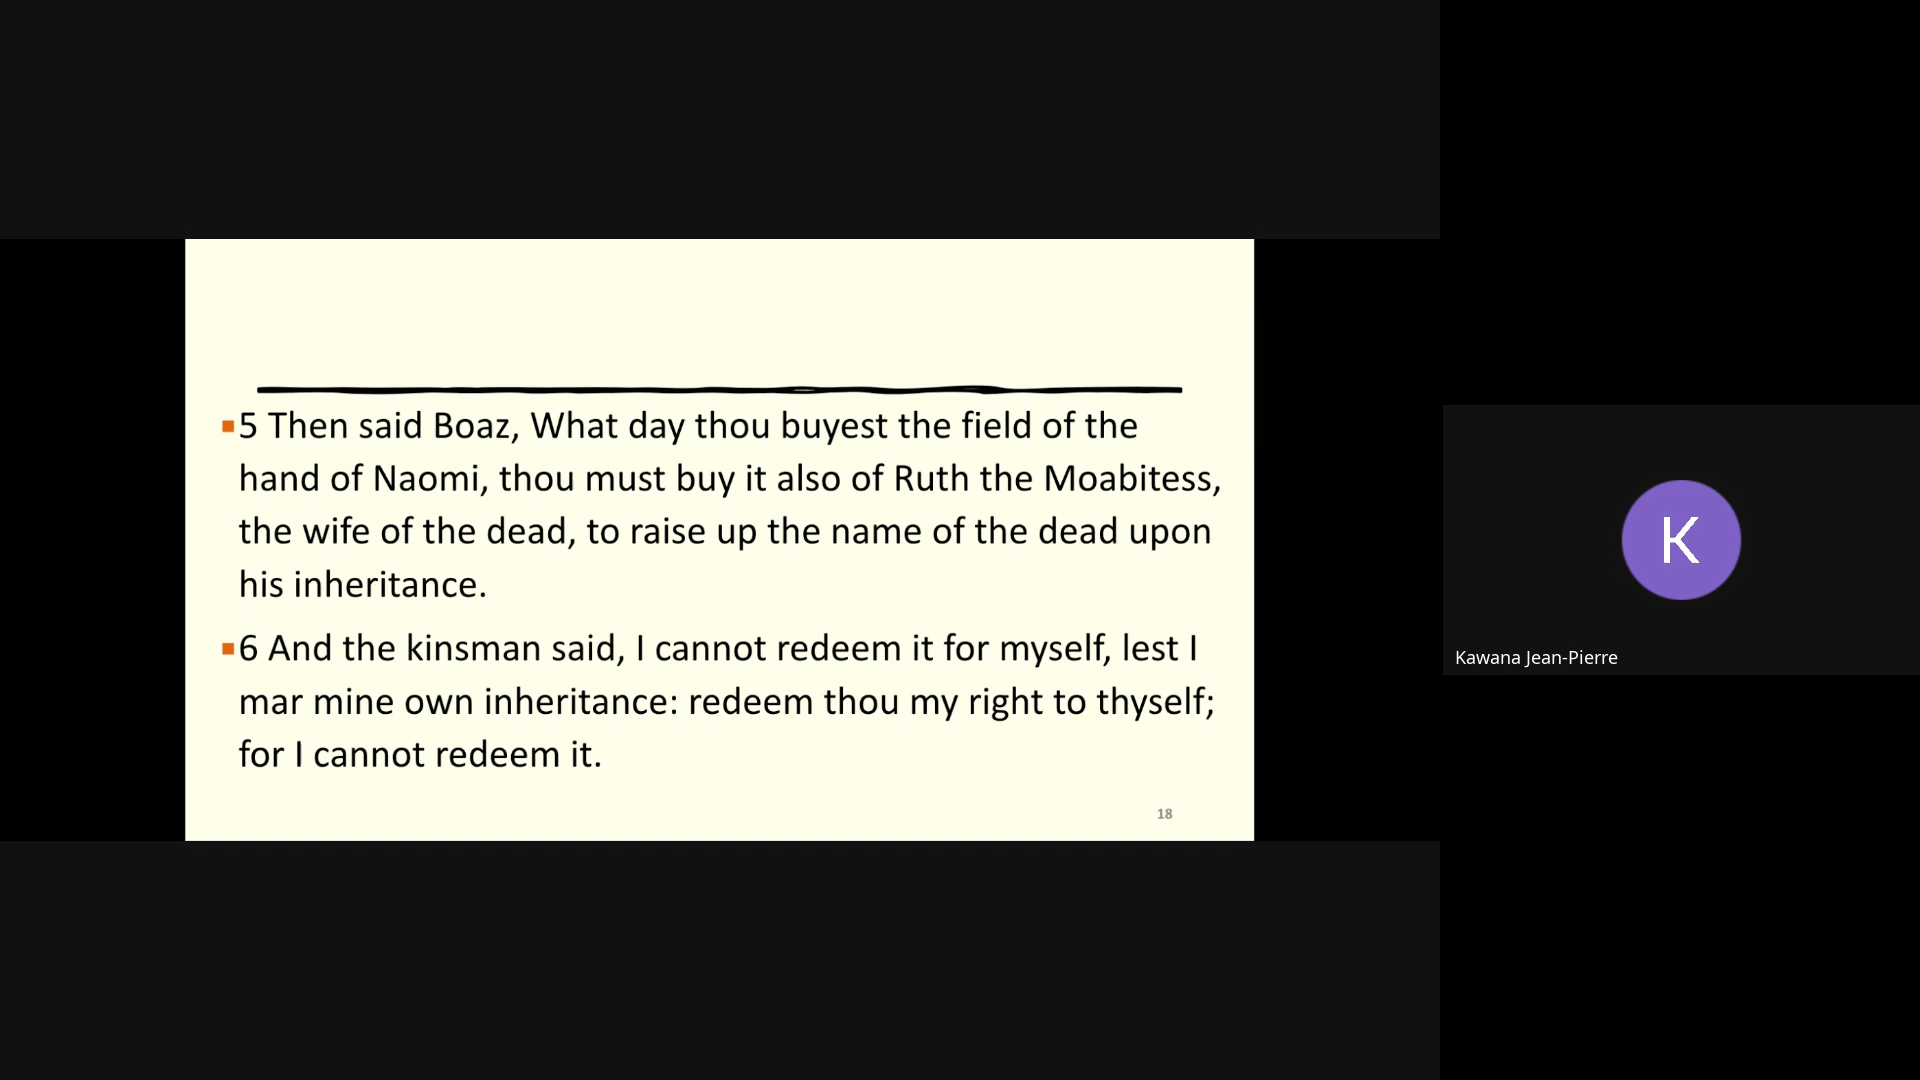 ▪5 Then said Boaz, What day thou buyest the field of the
hand of Naomi, thou must buy it also of Ruth the Moabitess,
the wife of the dead, to raise up the name of the dead upon
his inheritance.
▪6 And the kinsman said, I cannot redeem it for myself, lest I
mar mine own inheritance: redeem thou my right to thyself;
for I cannot redeem it.
18
K
Kawana Jean-Pierre